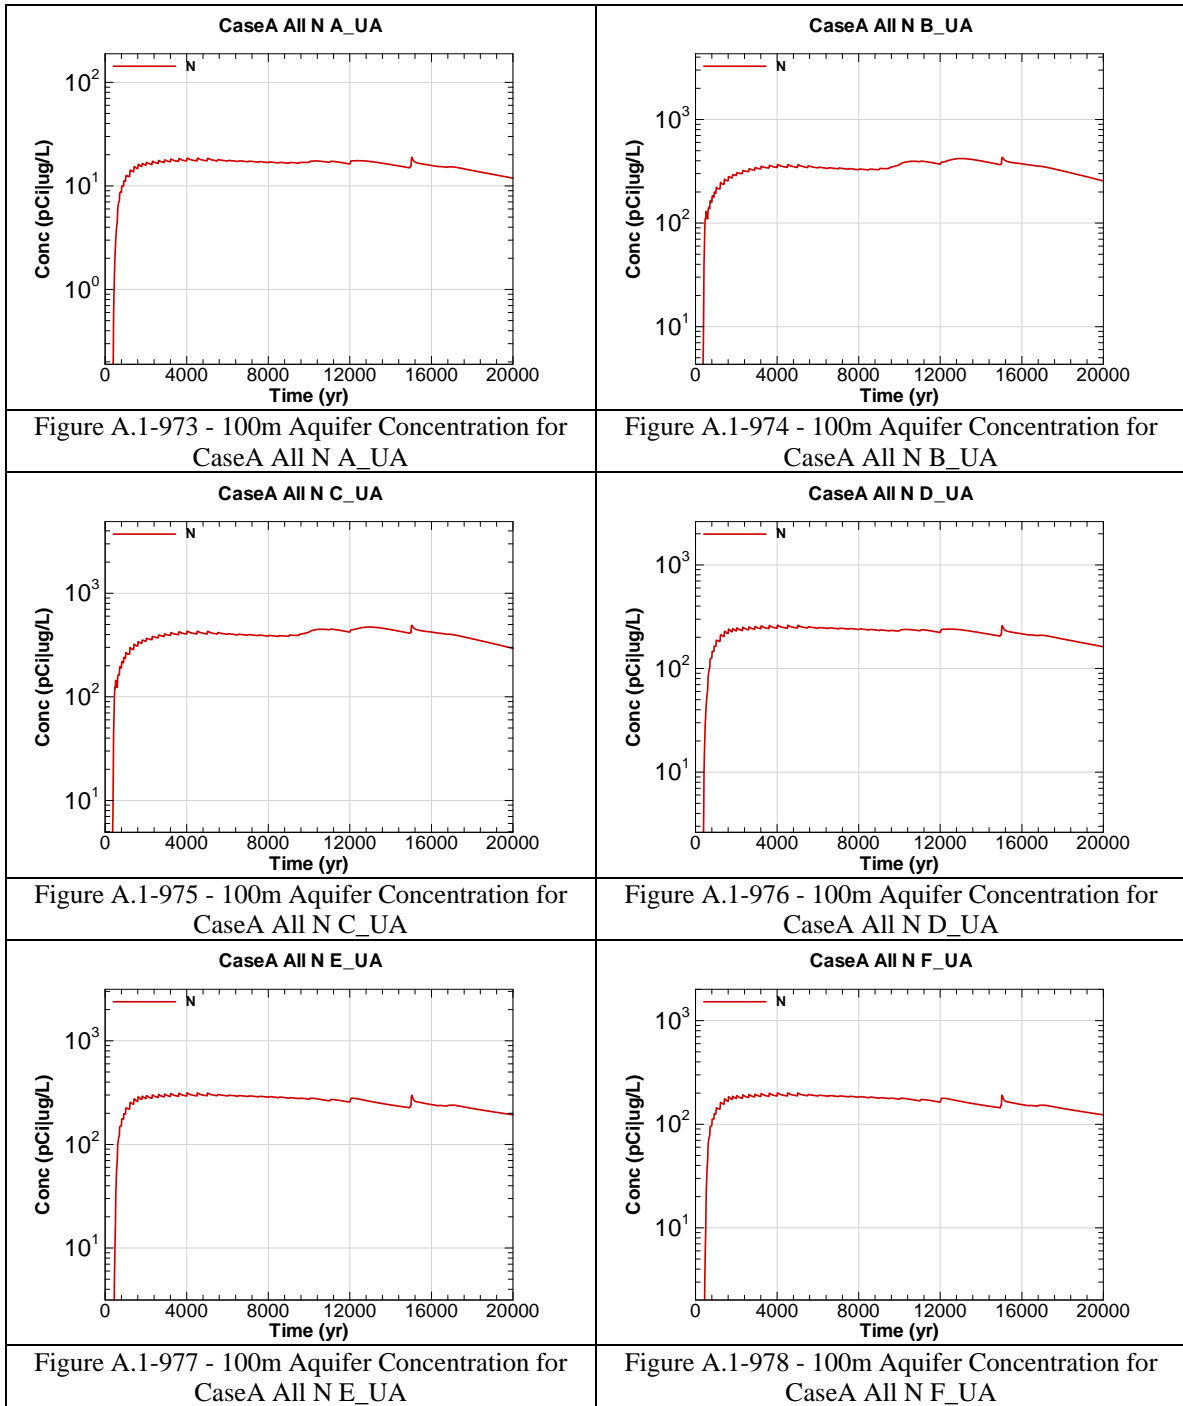 CaseA All N A_UA
N
10^2
10^1
10^0
Conc (pCi|ug/L)
0 4000 8000 12000 16000 20000
Time (yr)
Figure A.1-973 - 100m Aquifer Concentration for
CaseA All N A_UA
CaseA All N B_UA
N
10^3
10^2
10^1
Conc (pCi|ug/L)
0 4000 8000 12000 16000 20000
Time (yr)
Figure A.1-974 - 100m Aquifer Concentration for
CaseA All N B_UA
CaseA All N C_UA
N
10^3
10^2
10^1
Conc (pCi|ug/L)
0 4000 8000 12000 16000 20000
Time (yr)
Figure A.1-975 - 100m Aquifer Concentration for
CaseA All N C_UA
CaseA All N D_UA
N
10^3
10^2
10^1
Conc (pCi|ug/L)
0 4000 8000 12000 16000 20000
Time (yr)
Figure A.1-976 - 100m Aquifer Concentration for
CaseA All N D_UA
CaseA All N E_UA
N
10^3
10^2
10^1
Conc (pCi|ug/L)
0 4000 8000 12000 16000 20000
Time (yr)
Figure A.1-977 - 100m Aquifer Concentration for
CaseA All N E_UA
CaseA All N F_UA
N
10^3
10^2
10^1
Conc (pCi|ug/L)
0 4000 8000 12000 16000 20000
Time (yr)
Figure A.1-978 - 100m Aquifer Concentration for
CaseA All N F_UA